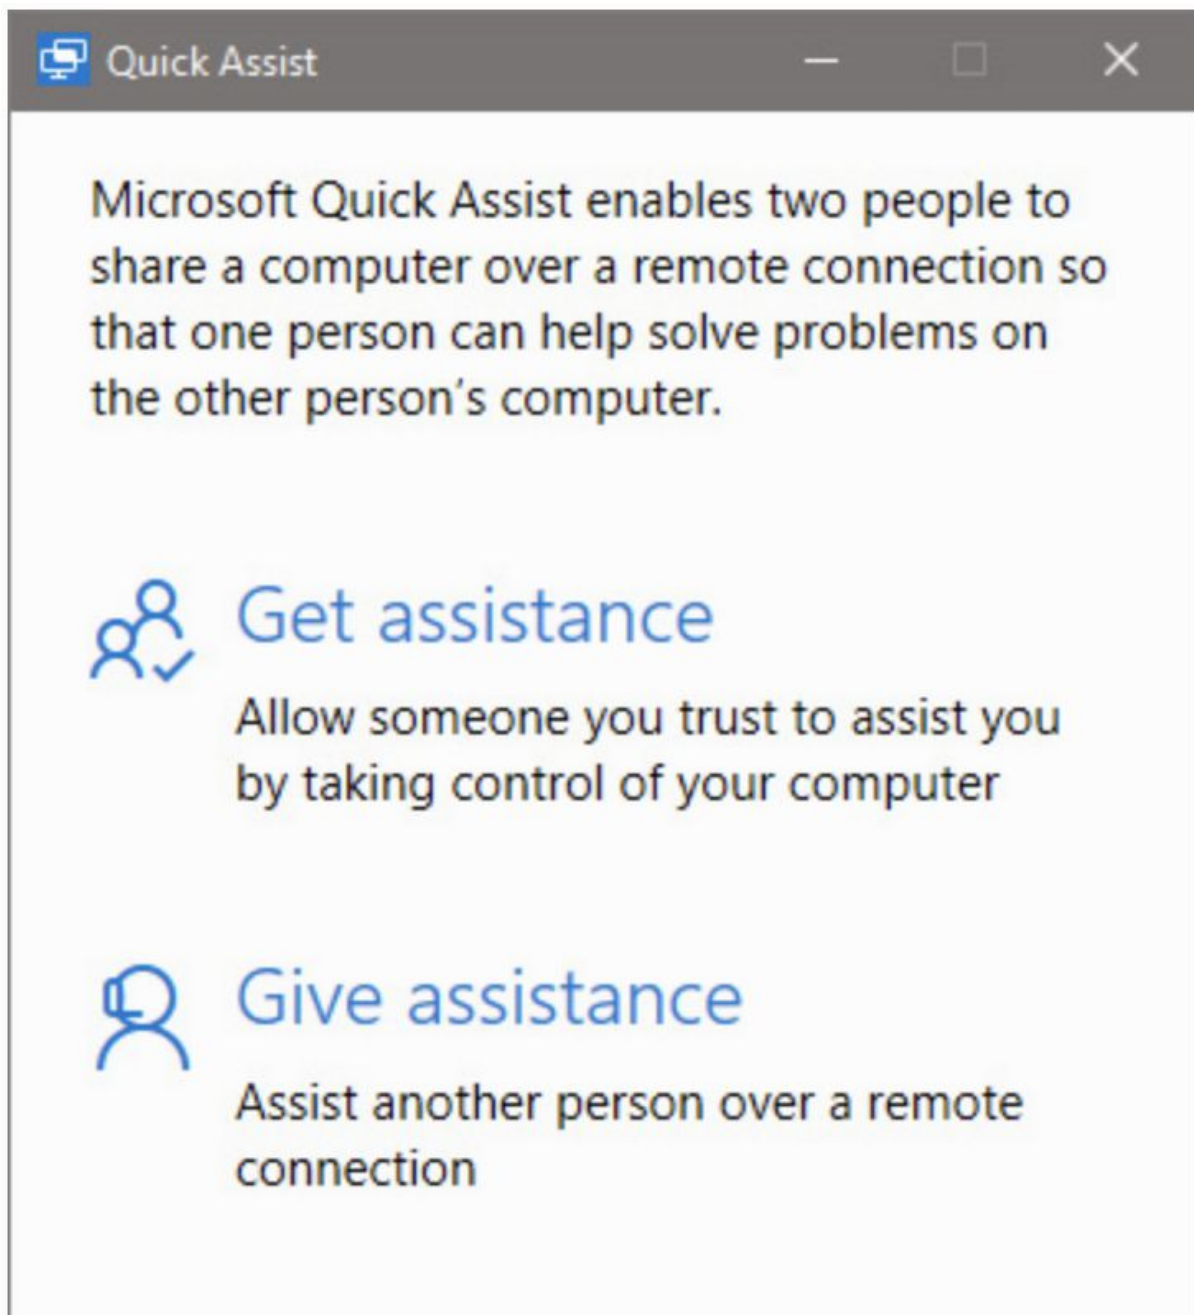 Quick Assist
Microsoft Quick Assist enables two people to
share a computer over a remote connection so
that one person can help solve problems on
the other person's computer.
Get assistance
Allow someone you trust to assist you
by taking control of your computer
Give assistance
Assist another person over a remote
connection